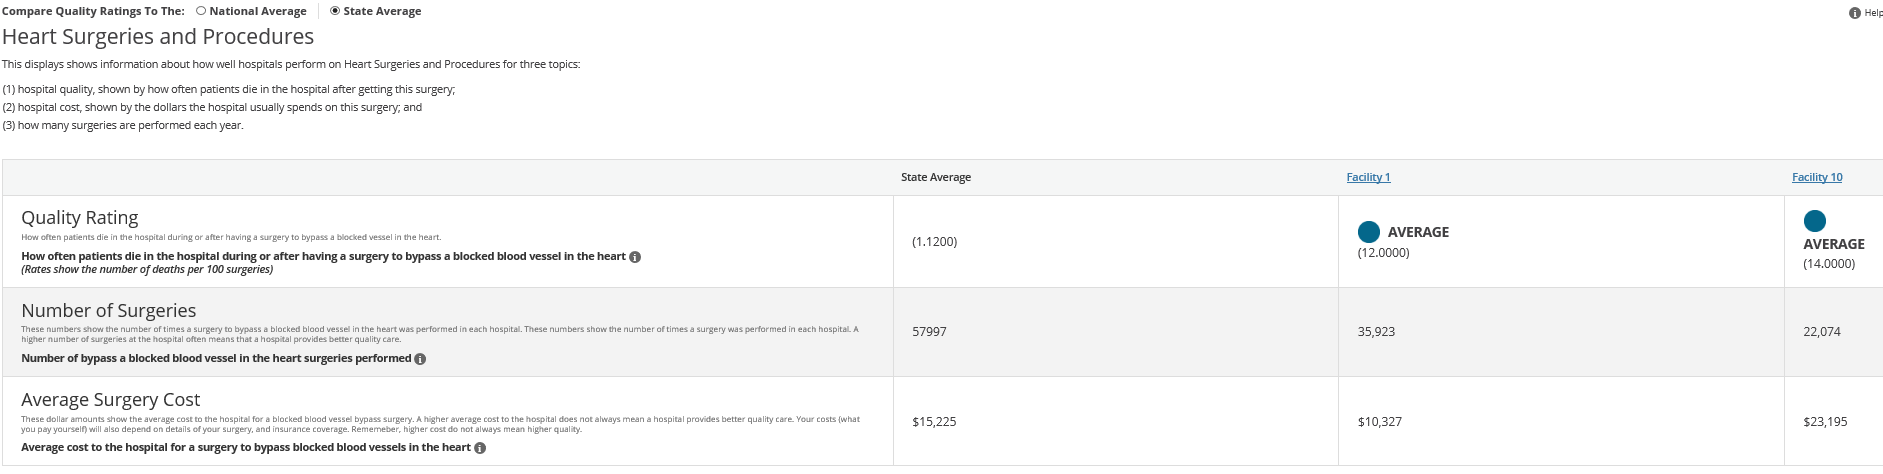 Compare Quality Ratings To The: National Average State Average
Help
Heart Surgeries and Procedures
This displays shows information about how well hospitals perform on Heart Surgeries and Procedures for three topics:
(1) hospital quality, shown by how often patients die in the hospital after getting this surgery;
(2) hospital cost, shown by the dollars the hospital usually spends on this surgery; and
(3) how many surgeries are performed each year.
State Average Facility 1 Facility 10
Quality Rating
How often patients die in the hospital during or after having a surgery to bypass a blocked vessel in the heart.
How often patients die in the hospital during or after having a surgery to bypass a blocked blood vessel in the heart
(Rates show the number of deaths per 100 surgeries)
(1.1200)
AVERAGE
(12.0000)
AVERAGE
(14.0000)
Number of Surgeries
These numbers show the number of times a surgery to bypass a blocked blood vessel in the heart was performed in each hospital. These numbers show the number of times a surgery was performed in each hospital. A
higher number of surgeries at the hospital often means that a hospital provides better quality care.
Number of bypass a blocked blood vessel in the heart surgeries performed
57997
35,923
22,074
Average Surgery Cost
These dollar amounts show the average cost to the hospital for a blocked blood vessel bypass surgery. A higher average cost to the hospital does not always mean a hospital provides better quality care. Your costs (what
you pay yourself) will also depend on details of your surgery, and insurance coverage. Rememeber, higher cost do not always mean higher quality.
Average cost to the hospital for a surgery to bypass blocked blood vessels in the heart
$15,225
$10,327
$23,195